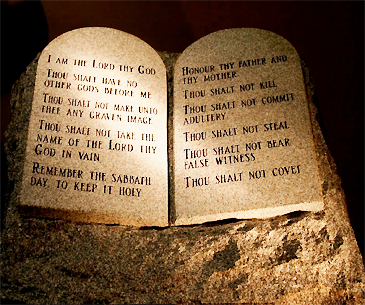 I am the Lord thy God
Thou shalt have no
other gods before me
Thou shalt not make unto
thee any graven image
Thou shalt not take the
name of the Lord thy
God in vain
Remember the Sabbath
day, to keep it holy
Honour thy father and
thy mother
Thou shalt not kill
Thou shalt not commit
adultery
Thou shalt not steal
Thou shalt not bear
false witness
Thou shalt not covet